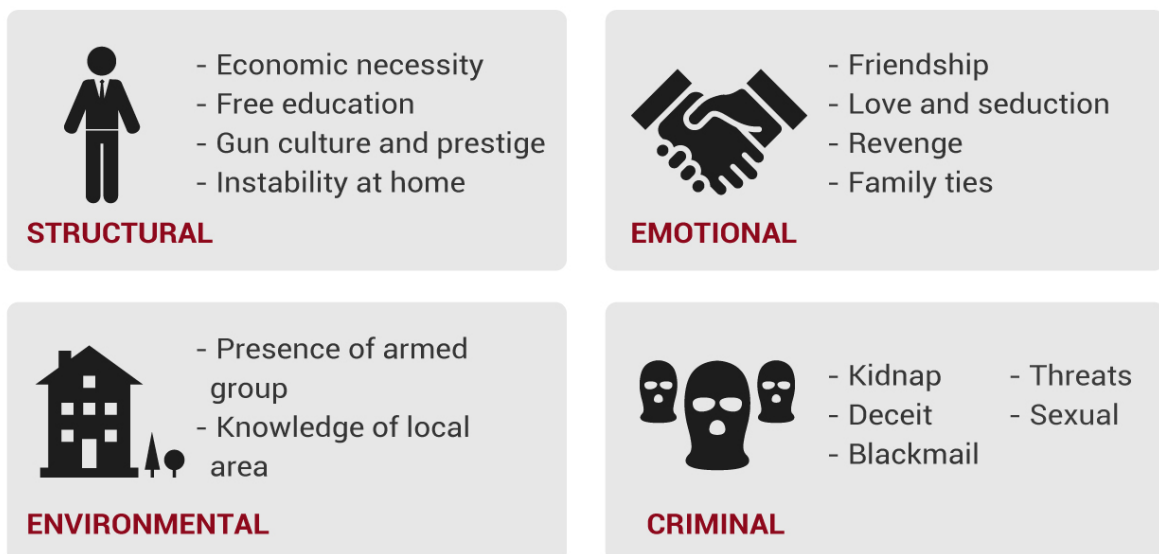 - Economic necessity
- Free education
- Gun culture and prestige
- Instability at home
STRUCTURAL
- Friendship
- Love and seduction
- Revenge
- Family ties
EMOTIONAL
- Presence of armed
group
- Knowledge of local
area
ENVIRONMENTAL
- Kidnap
- Deceit
- Blackmail
- Threats
- Sexual
CRIMINAL